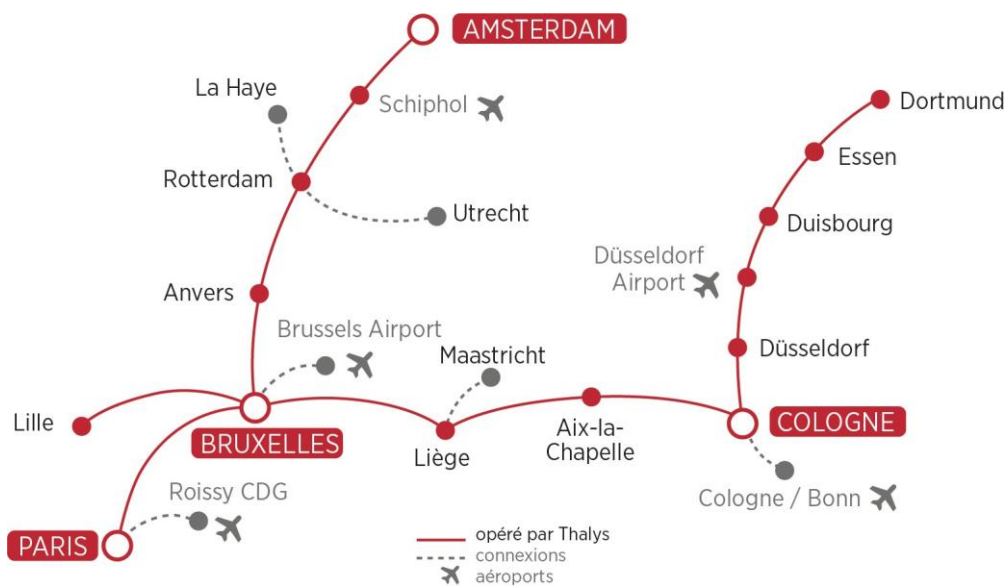 AMSTERDAM
La Haye
Schiphol
Dortmund
Essen
Rotterdam
Utrecht
Duisbourg
Düsseldorf
Airport
Anvers
Brussels Airport
Maastricht
Düsseldorf
Lille
BRUXELLES
Liège
Aix-la-
Chapelle
COLOGNE
Roissy CDG
Cologne / Bonn
PARIS
opéré par Thalys
connexions
aéroports